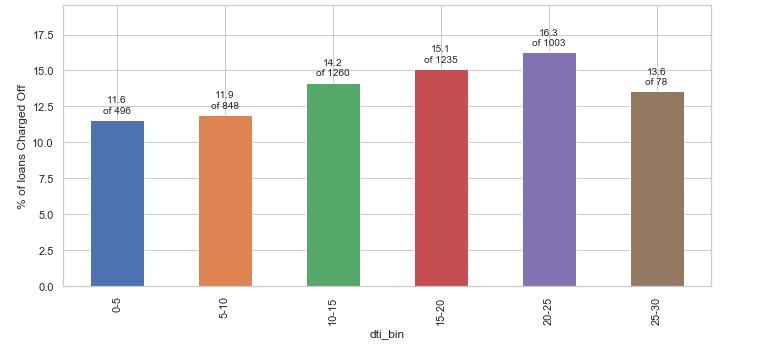 % of loans Charged Off
17.5
15.0
12.5
10.0
7.5
5.0
2.5
0.0
11.6
of 496
11.9
of 848
14.2
of 1260
15.1
of 1235
16.3
of 1003
13.6
of 78
0-5
5-10
10-15
15-20
20-25
25-30
dti_bin